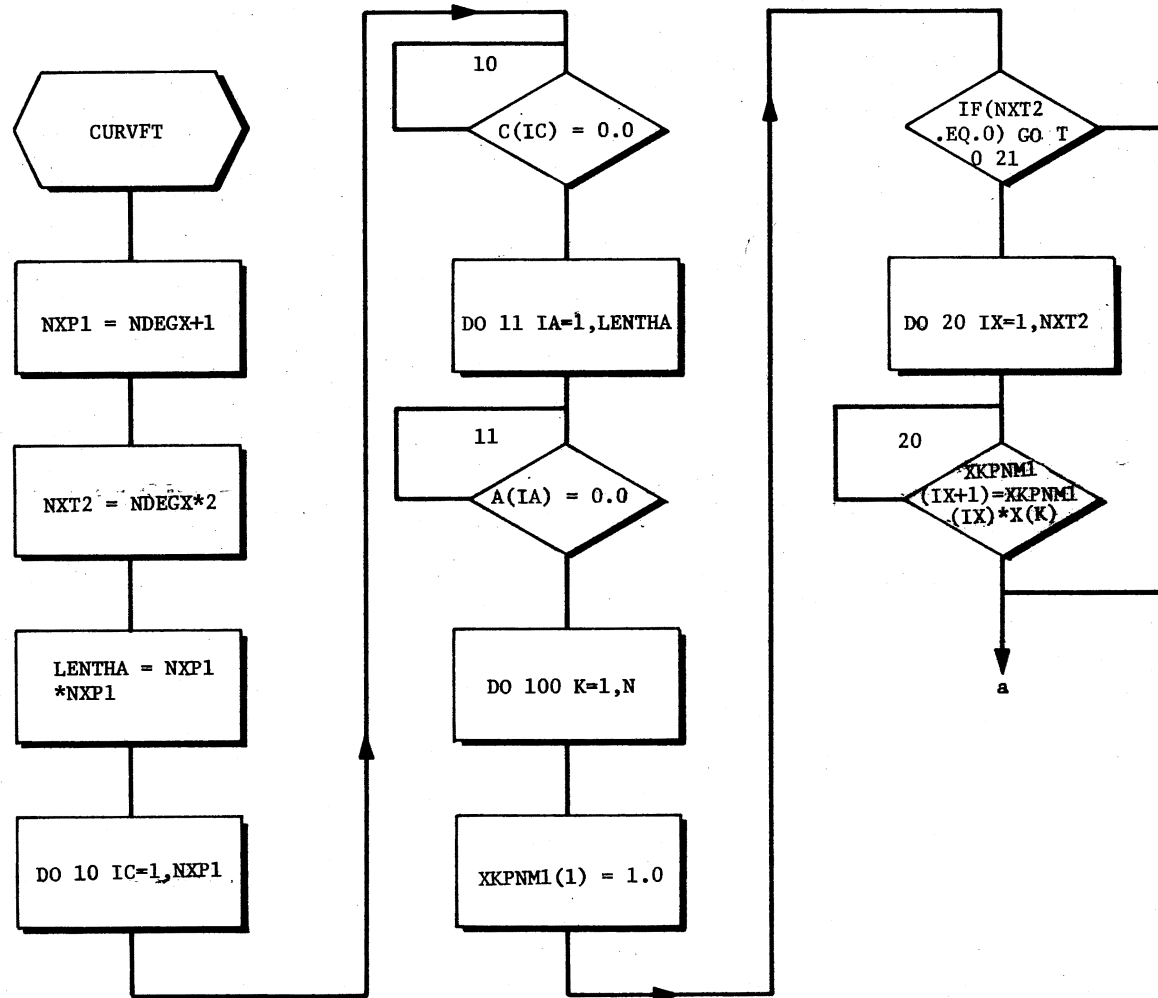 CURVFT
NXP1 = NDEGX+1
NXT2 = NDEGX*2
LENTHA = NXP1
*NXP1
DO 10 IC=1,NXP1
10
C(IC) = 0.0
DO 11 IA=1,LENTHA
11
A(IA) = 0.0
DO 100 K=1,N
XKPNM1(1) = 1.0
IF(NXT2
.EQ.0) GO T
O 21
DO 20 IX=1,NXT2
20
XKPNM1
(IX+1)=XKPNM1
(IX)*X(K)
a